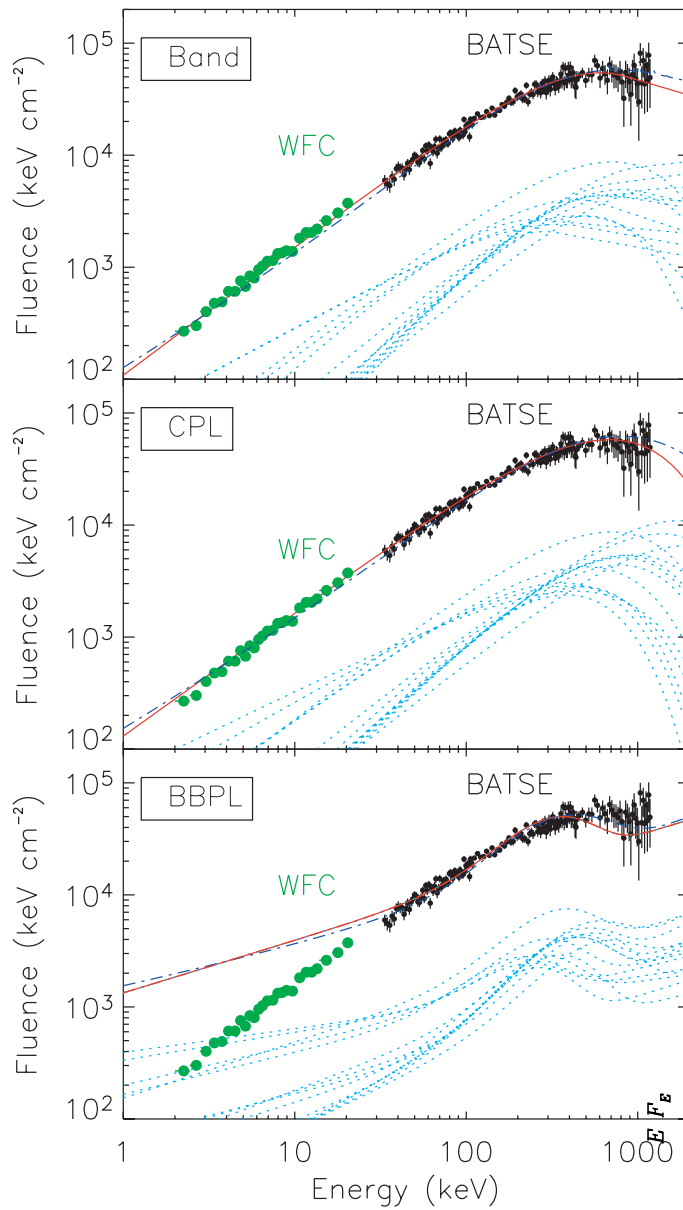 Band
BATSE
WFC
10⁵
10⁴
10³
10²
Fluence (keV cm⁻²)
CPL
BATSE
WFC
10⁵
10⁴
10³
10²
Fluence (keV cm⁻²)
BBPL
BATSE
WFC
10⁵
10⁴
10³
10²
Fluence (keV cm⁻²)
E F_E
1 10 100 1000
Energy (keV)